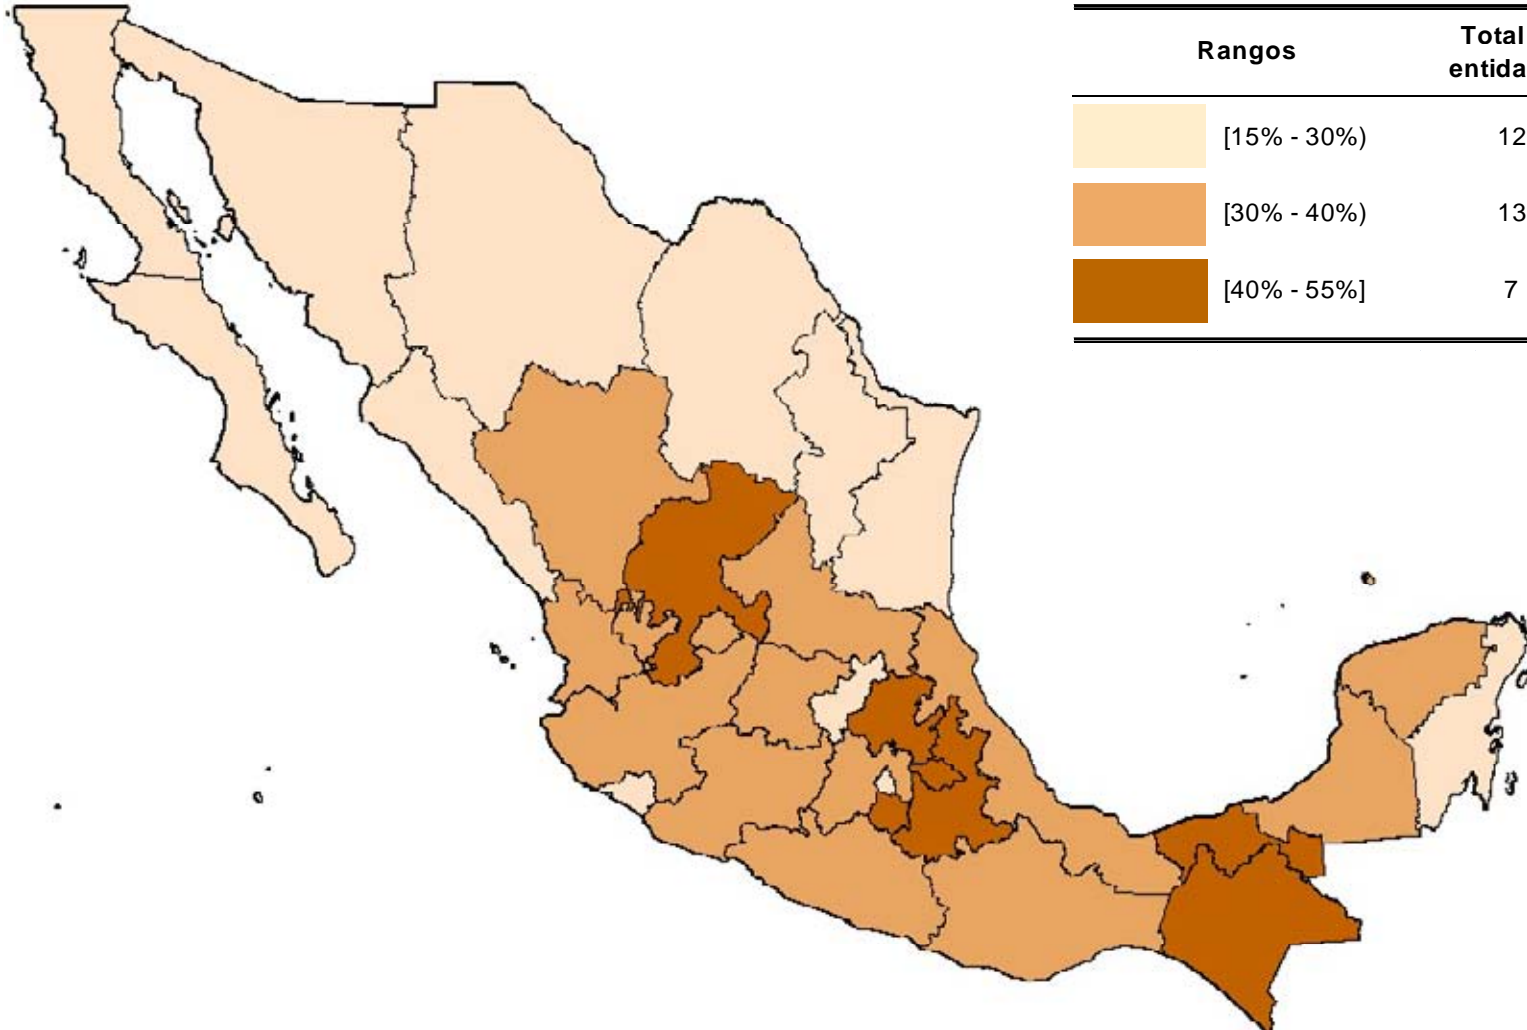 Rangos
Total
entida
[15% - 30%) 12
[30% - 40%) 13
[40% - 55%] 7